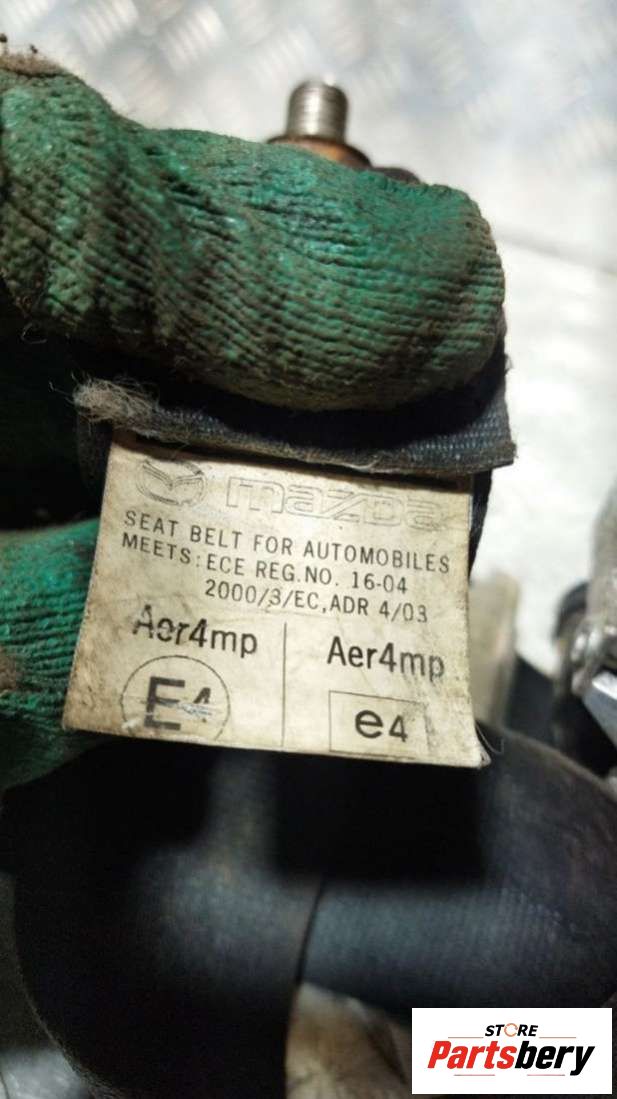 mazda
SEAT BELT FOR AUTOMOBILES
MEETS: ECE REG.NO. 16-04
2000/3/EC, ADR 4/03
Aer4mp
Aer4mp
E4
e4
STORE
Partsbery